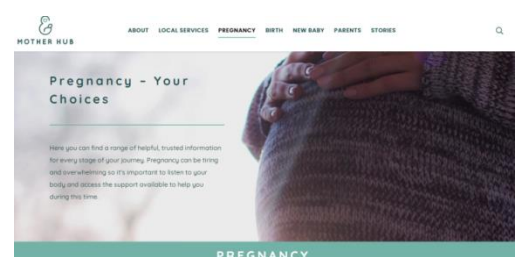 MOTHER HUB
ABOUT LOCAL SERVICES PREGNANCY BIRTH NEW BABY PARENTS STORIES
Pregnancy – Your
Choices
Here you can find a range of helpful, trusted information
for every stage of your journey. Pregnancy can be tiring
and overwhelming so it's important to listen to your
body and access the support available to help you
during this time.
PREGNANCY